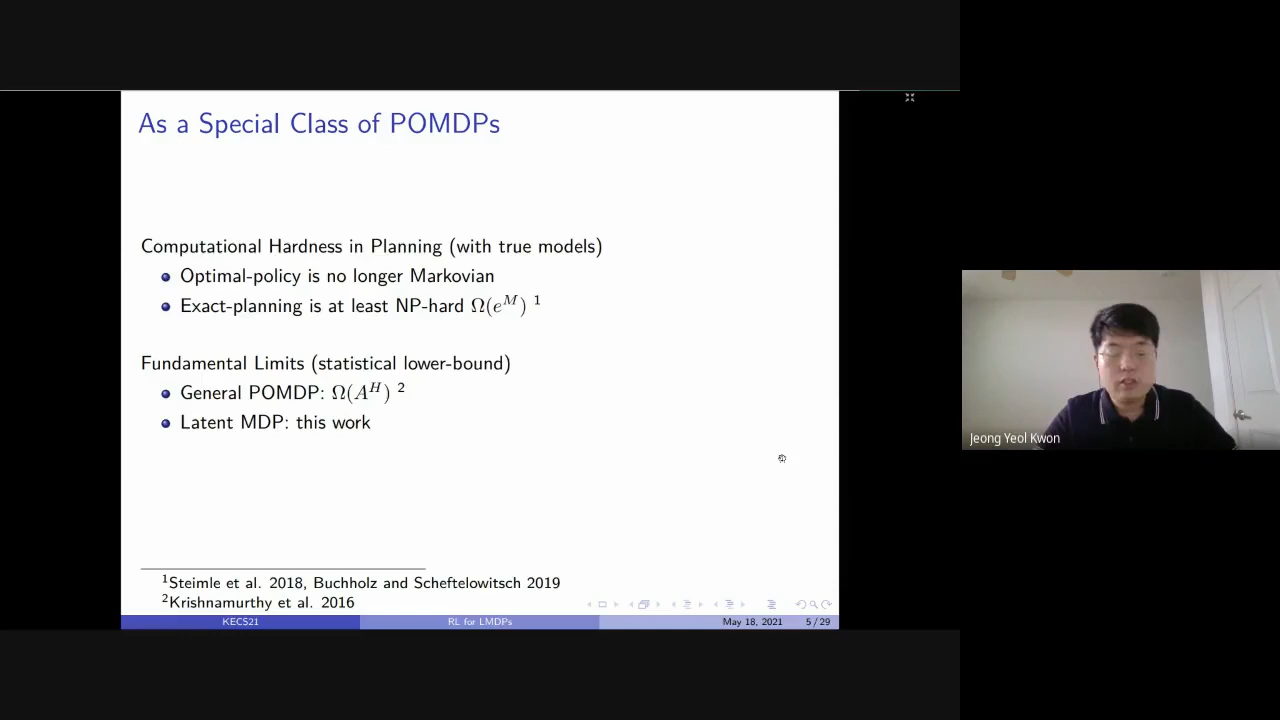 As a Special Class of POMDPs
Computational Hardness in Planning (with true models)
Optimal-policy is no longer Markovian
Exact-planning is at least NP-hard Ω(e^M) 1
Fundamental Limits (statistical lower-bound)
General POMDP: Ω(A^H) 2
Latent MDP: this work
1Steimle et al. 2018, Buchholz and Scheftelowitsch 2019
2Krishnamurthy et al. 2016
KECS21 RL for LMDPs May 18, 2021 5 / 29
Jeong Yeol Kwon